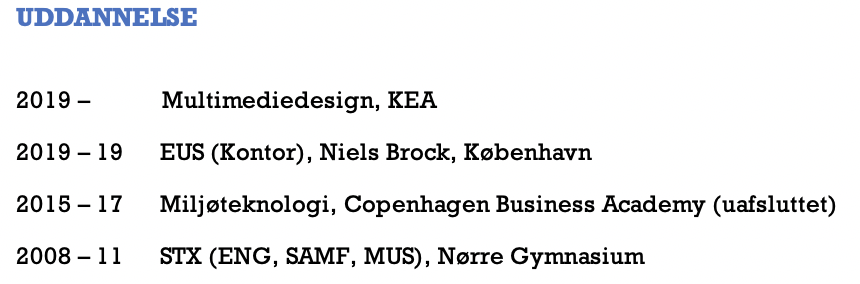 UDDANNELSE
2019 – Multimediedesign, KEA
2019 – 19 EUS (Kontor), Niels Brock, København
2015 – 17 Miljøteknologi, Copenhagen Business Academy (uafsluttet)
2008 – 11 STX (ENG, SAMF, MUS), Nørre Gymnasium